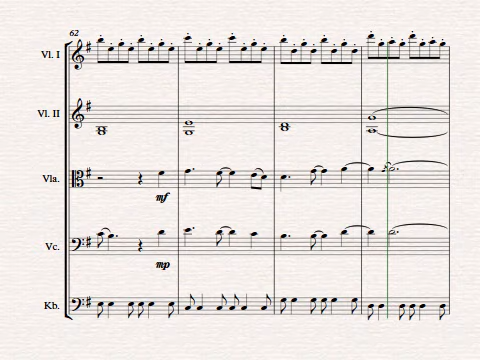 62
Vl. I
Vl. II
Vla.
mf
Vc.
mp
Kb.